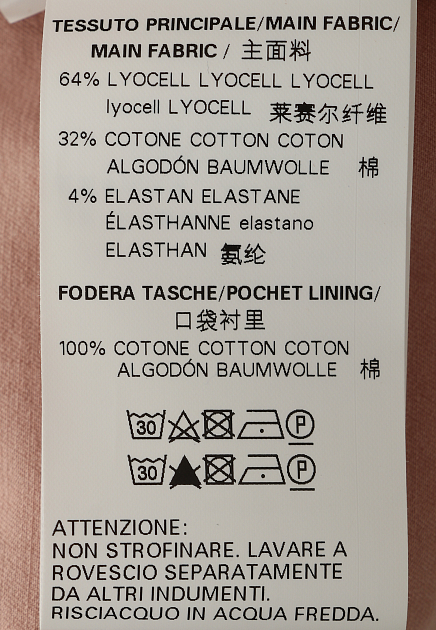 TESSUTO PRINCIPALE/MAIN FABRIC/
MAIN FABRIC / 主面料
64% LYOCELL LYOCELL LYOCELL
lyocell LYOCELL 莱赛尔纤维
32% COTONE COTTON COTON
ALGODÓN BAUMWOLLE 棉
4% ELASTAN ELASTANE
ÉLASTHANNE elastano
ELASTHAN 氨纶
FODERA TASCHE/POCHET LINING/
口袋衬里
100% COTONE COTTON COTON
ALGODÓN BAUMWOLLE 棉
30 P
30 P
ATTENZIONE:
NON STROFINARE. LAVARE A
ROVESCIO SEPARATAMENTE
DA ALTRI INDUMENTI.
RISCIACQUO IN ACQUA FREDDA.